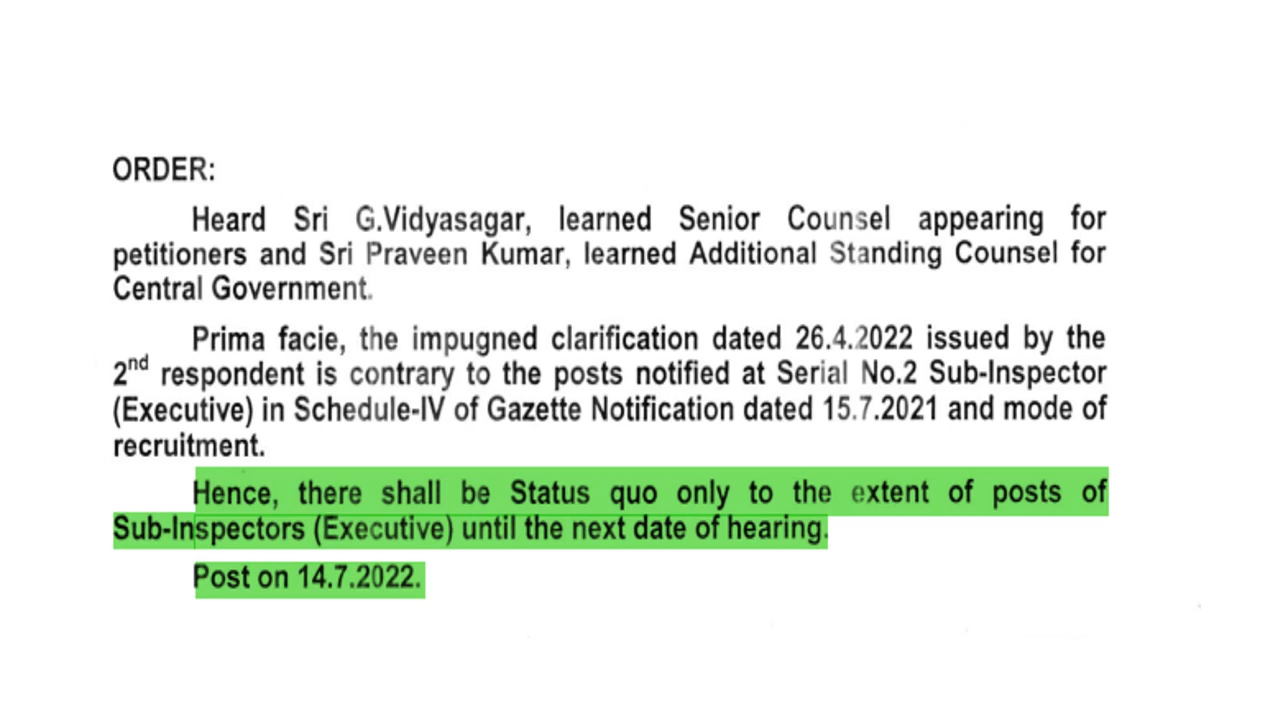 ORDER:
Heard Sri G.Vidyasagar, learned Senior Counsel appearing for
petitioners and Sri Praveen Kumar, learned Additional Standing Counsel for
Central Government.
Prima facie, the impugned clarification dated 26.4.2022 issued by the
2nd respondent is contrary to the posts notified at Serial No.2 Sub-Inspector
(Executive) in Schedule-IV of Gazette Notification dated 15.7.2021 and mode of
recruitment.
Hence, there shall be Status quo only to the extent of posts of
Sub-Inspectors (Executive) until the next date of hearing.
Post on 14.7.2022.